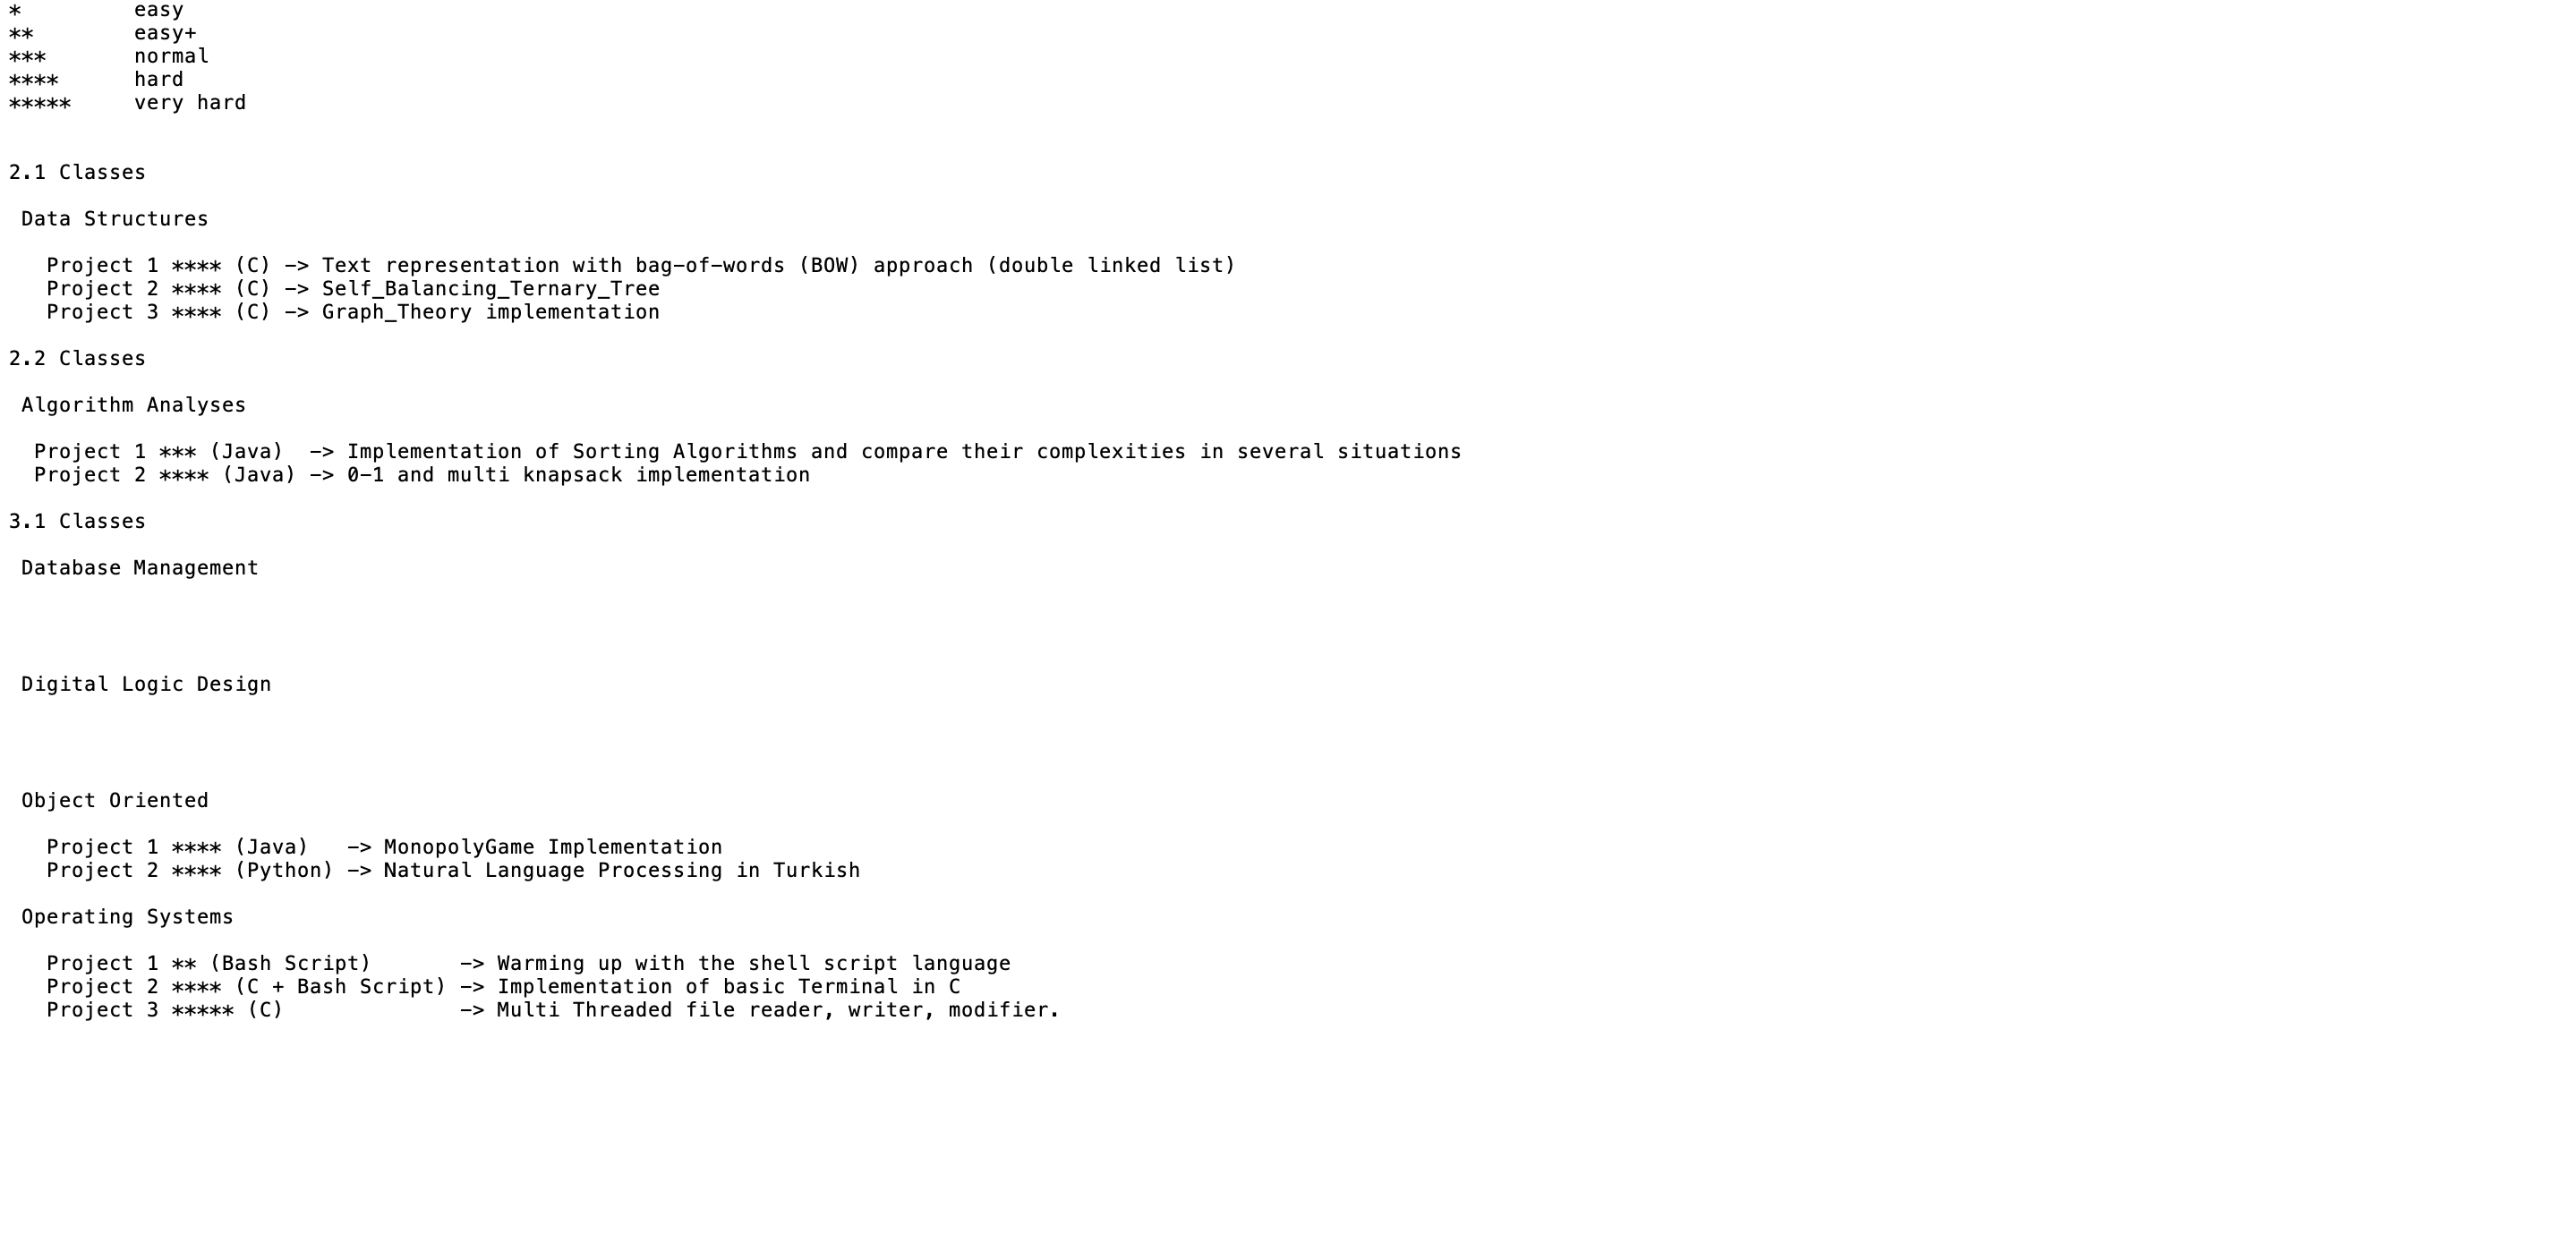 *         easy
**        easy+
***       normal
****      hard
*****     very hard
2.1 Classes
 Data Structures
   Project 1 **** (C) -> Text representation with bag-of-words (BOW) approach (double linked list)
   Project 2 **** (C) -> Self_Balancing_Ternary_Tree
   Project 3 **** (C) -> Graph_Theory implementation
2.2 Classes
 Algorithm Analyses
  Project 1 *** (Java)  -> Implementation of Sorting Algorithms and compare their complexities in several situations
  Project 2 **** (Java) -> 0-1 and multi knapsack implementation
3.1 Classes
 Database Management
 Digital Logic Design
 Object Oriented
   Project 1 **** (Java)   -> MonopolyGame Implementation
   Project 2 **** (Python) -> Natural Language Processing in Turkish
 Operating Systems
   Project 1 ** (Bash Script)       -> Warming up with the shell script language
   Project 2 **** (C + Bash Script) -> Implementation of basic Terminal in C
   Project 3 ***** (C)              -> Multi Threaded file reader, writer, modifier.